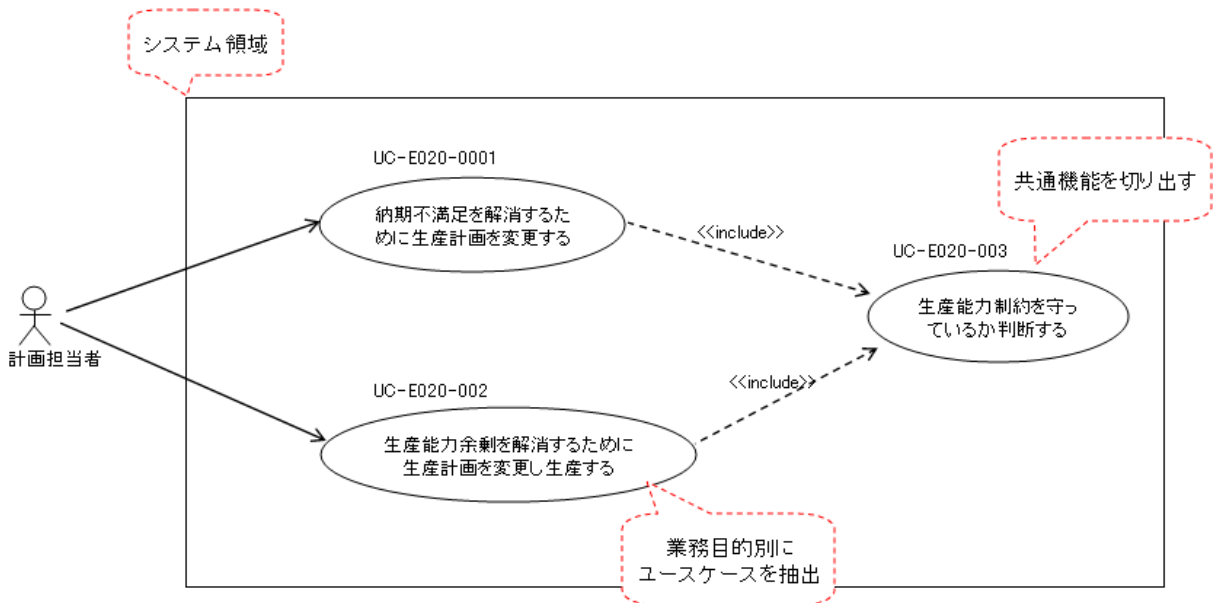 システム領域
UC-E020-0001
納期不満足を解消するた
めに生産計画を変更する
<<include>>
共通機能を切り出す
UC-E020-003
生産能力制約を守っ
ているか判断する
計画担当者
UC-E020-002
生産能力余剰を解消するために
生産計画を変更し生産する
<<include>>
業務目的別に
ユースケースを抽出